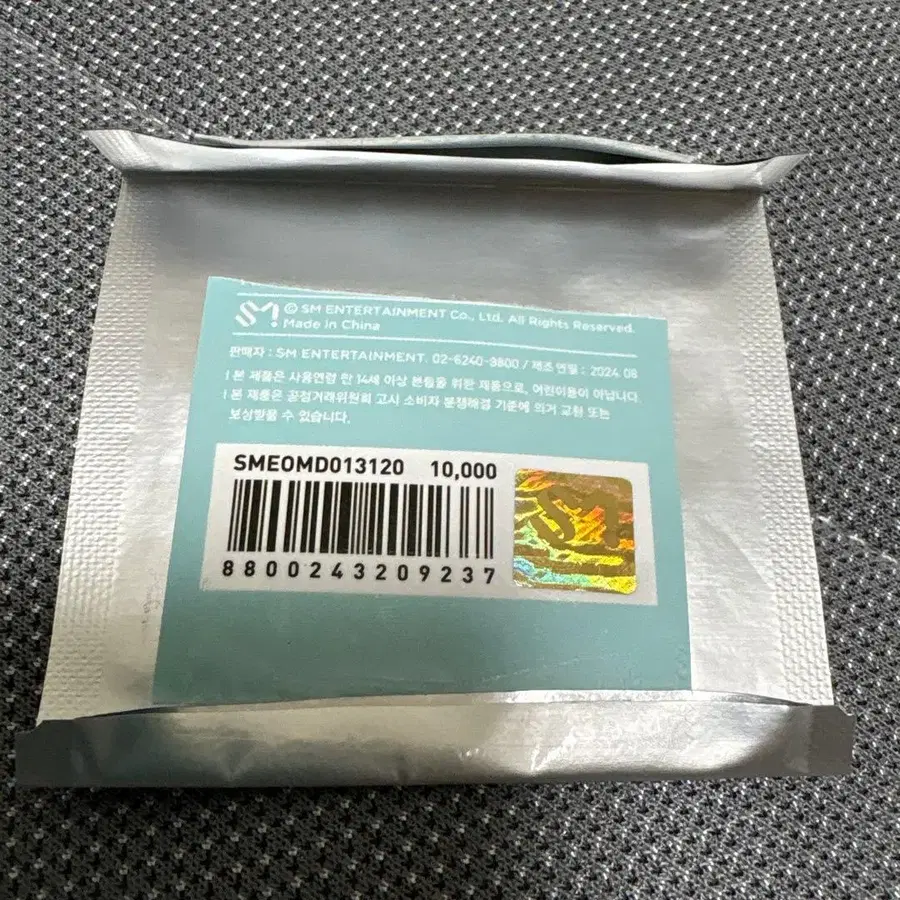 SM © SM ENTERTAINMENT Co., Ltd. All Rights Reserved.
Made in China
판매자 : SM ENTERTAINMENT. 02-6240-9800 / 제조 연월 : 2024. 08
! 본 제품은 사용연령 만 14세 이상 분들을 위한 제품으로, 어린이용이 아닙니다.
! 본 제품은 공정거래위원회 고시 소비자 분쟁해결 기준에 의거 교환 또는
보상받을 수 있습니다.
SMEOMD013120 10,000
8800243209237
SM